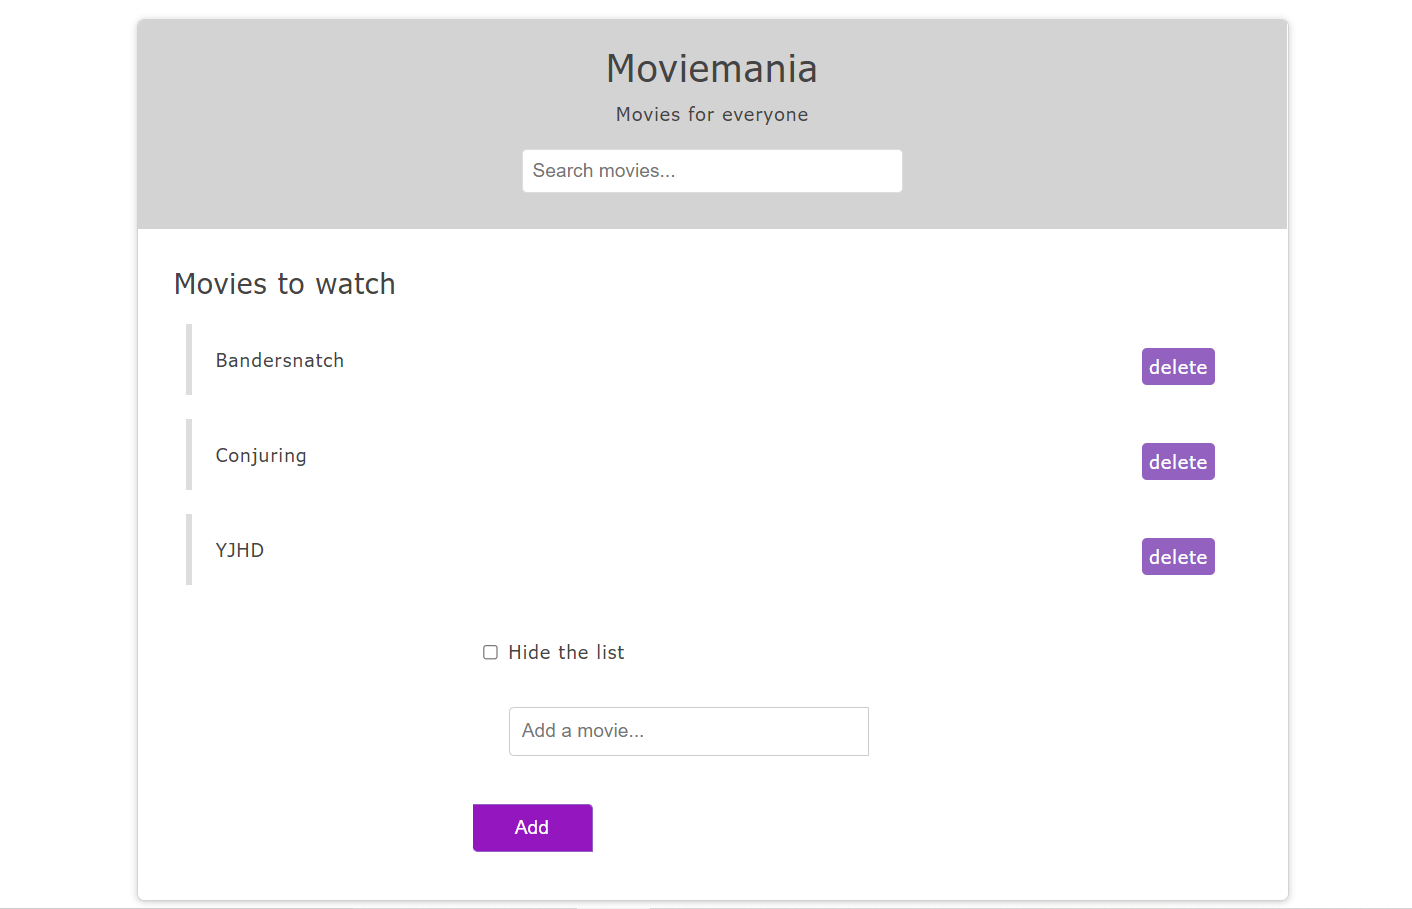 Moviemania
Movies for everyone
Search movies...
Movies to watch
Bandersnatch
delete
Conjuring
delete
YJHD
delete
Hide the list
Add a movie...
Add